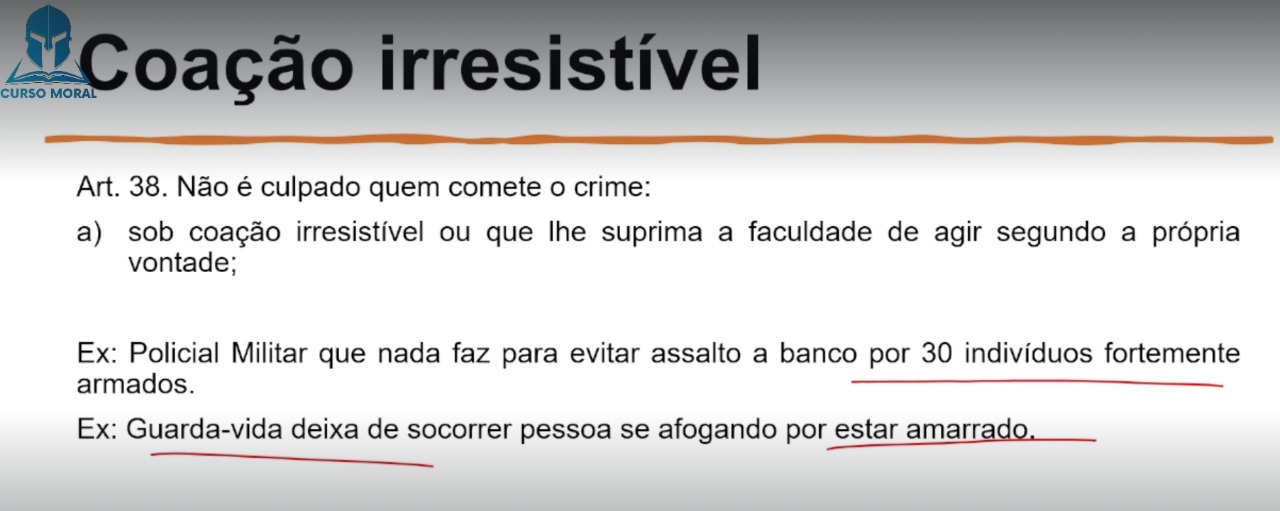 Coação irresistível
CURSO MORAL
Art. 38. Não é culpado quem comete o crime:
a) sob coação irresistível ou que lhe suprima a faculdade de agir segundo a própria
vontade;
Ex: Policial Militar que nada faz para evitar assalto a banco por 30 indivíduos fortemente
armados.
Ex: Guarda-vida deixa de socorrer pessoa se afogando por estar amarrado.